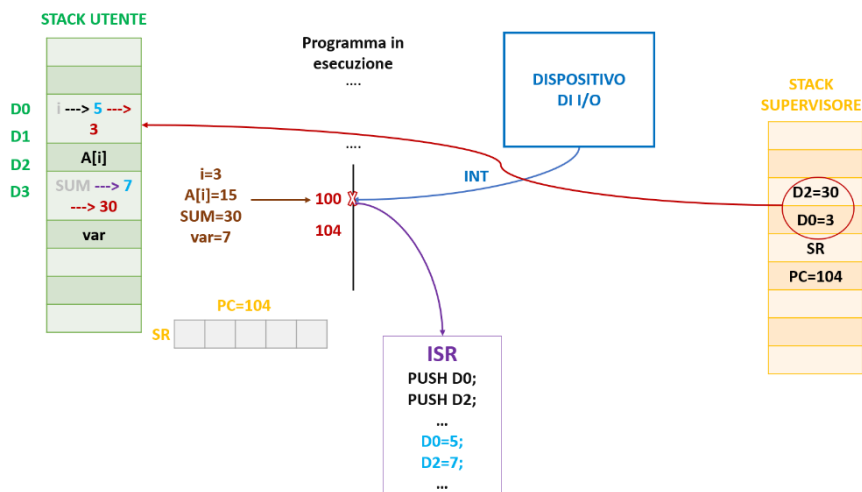 STACK UTENTE
D0
D1
D2
D3
i ---> 5 --->
3
A[i]
SUM ---> 7
---> 30
var
Programma in
esecuzione
....
....
i=3
A[i]=15
SUM=30
var=7
100
X
104
PC=104
SR
DISPOSITIVO
DI I/O
INT
ISR
PUSH D0;
PUSH D2;
...
D0=5;
D2=7;
...
STACK
SUPERVISORE
D2=30
D0=3
SR
PC=104